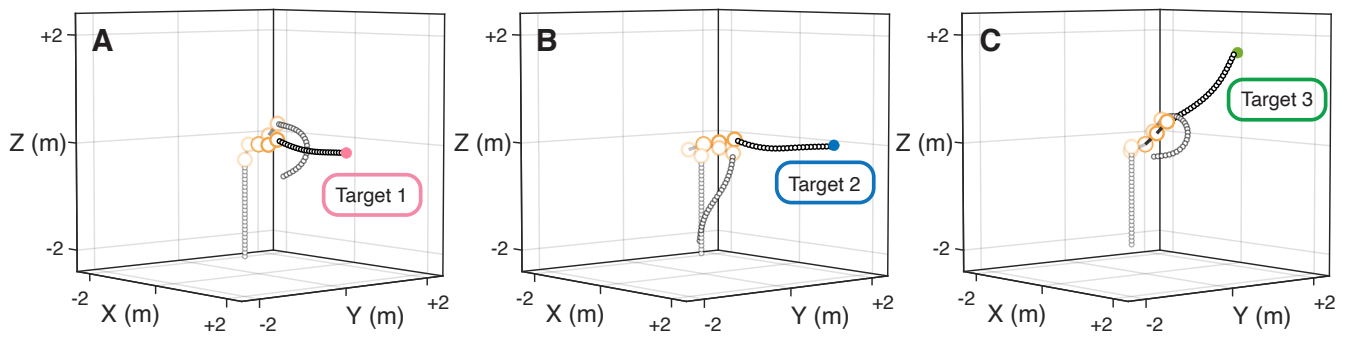 A
+2
Z (m)
-2
Target 1
-2
X (m)
+2
-2
Y (m)
+2
B
+2
Z (m)
-2
Target 2
-2
X (m)
+2
-2
Y (m)
+2
C
+2
Z (m)
-2
Target 3
-2
X (m)
+2
-2
Y (m)
+2